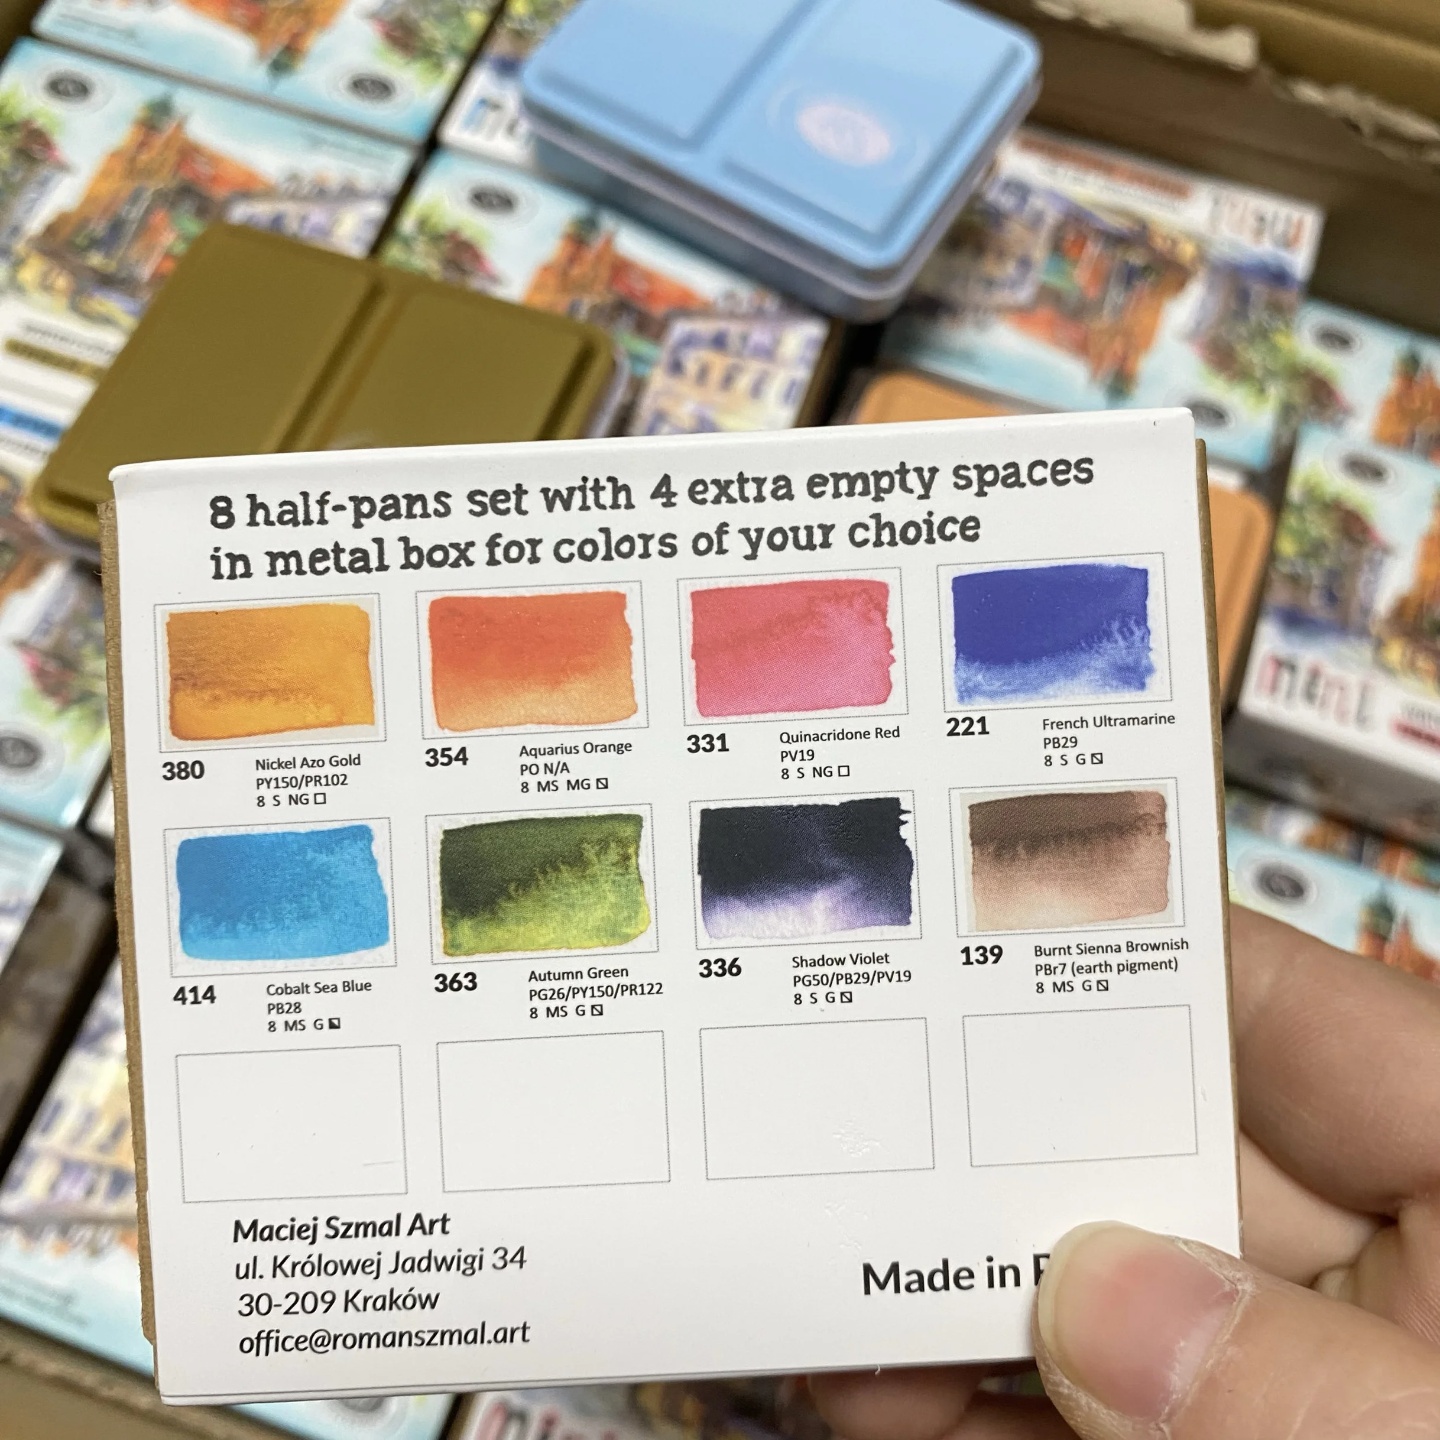 8 half-pans set with 4 extra empty spaces
in metal box for colors of your choice
380 Nickel Azo Gold
PY150/PR102
8 S NG
354 Aquarius Orange
PO N/A
8 MS MG
331 Quinacridone Red
PV19
8 S NG
221 French Ultramarine
PB29
8 S G
414 Cobalt Sea Blue
PB28
8 MS G
363 Autumn Green
PG26/PY150/PR122
8 MS G
336 Shadow Violet
PG50/PB29/PV19
8 S G
139 Burnt Sienna Brownish
PBr7 (earth pigment)
8 MS G
Maciej Szmal Art
ul. Królowej Jadwigi 34
30-209 Kraków
office@romanszmal.art
Made in